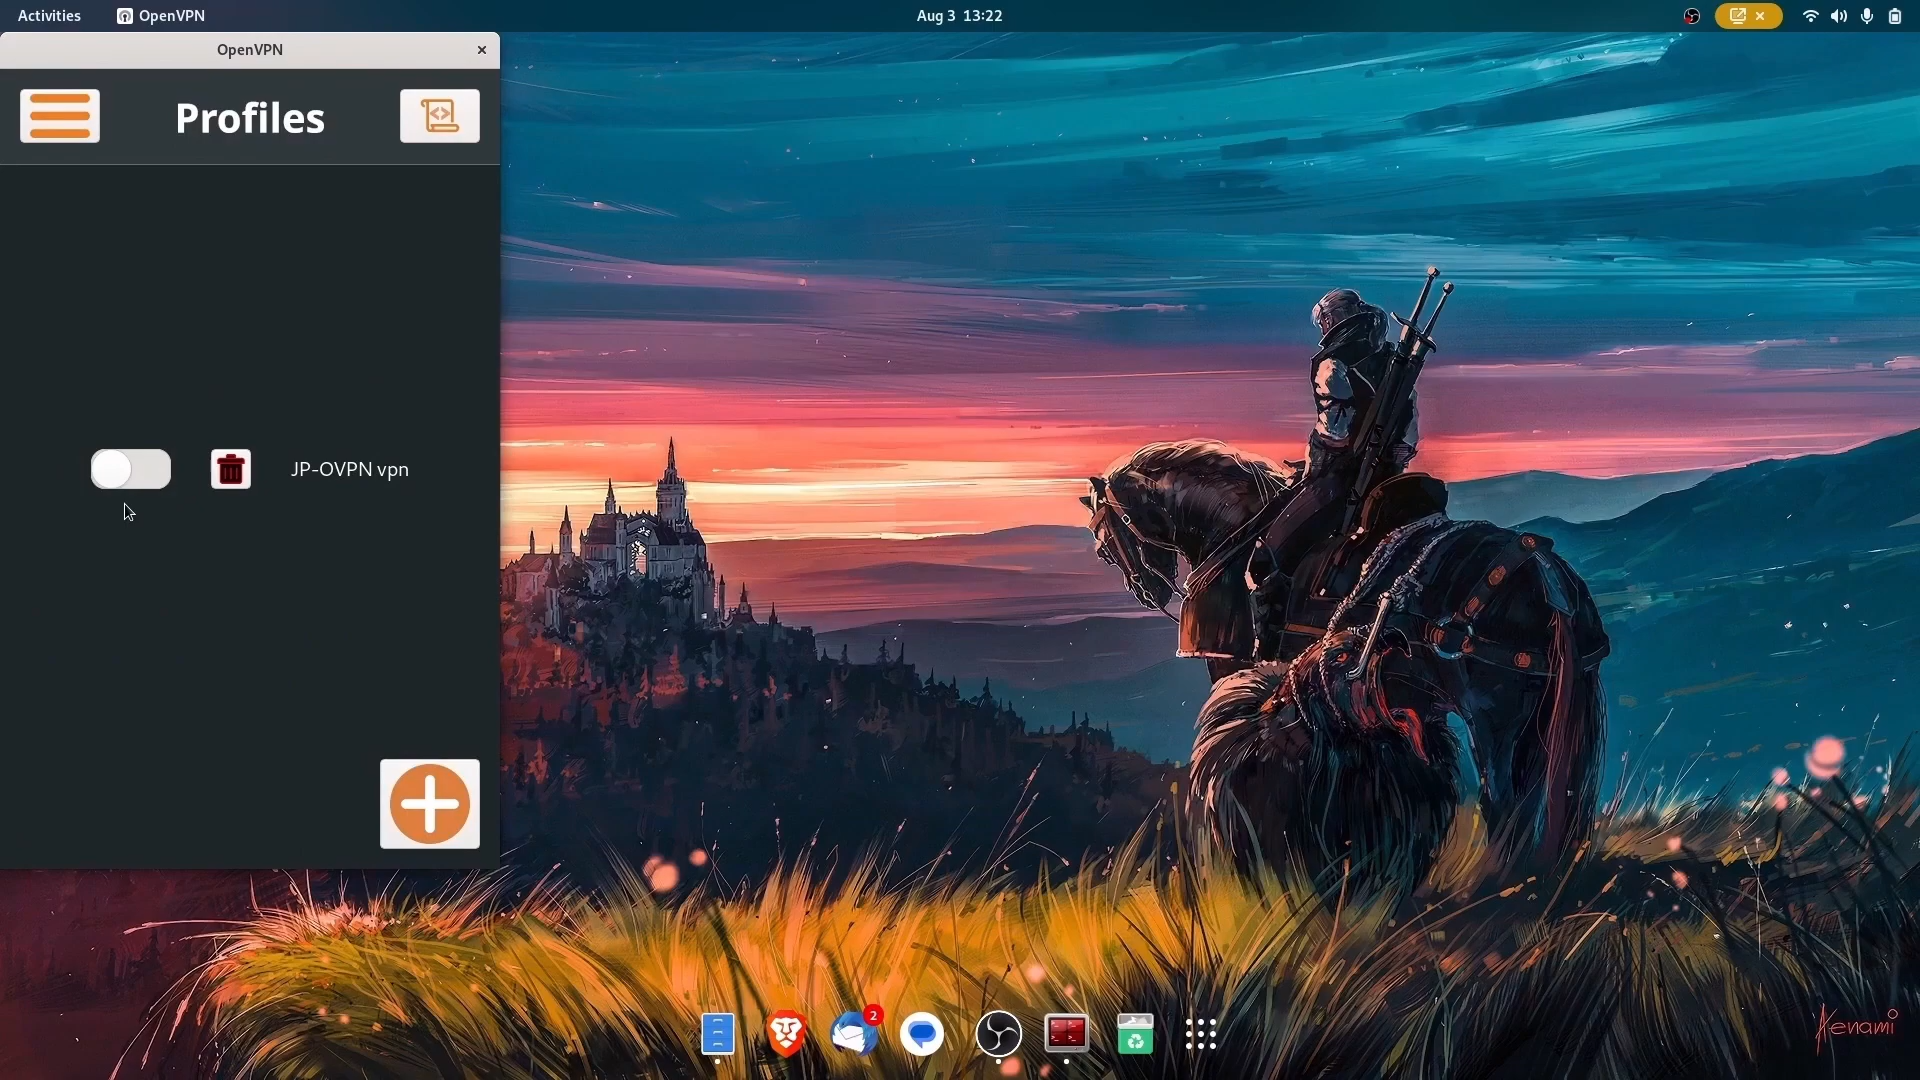 Activities OpenVPN Aug 3 13:22
OpenVPN
Profiles
JP-OVPN vpn
2
Kenami